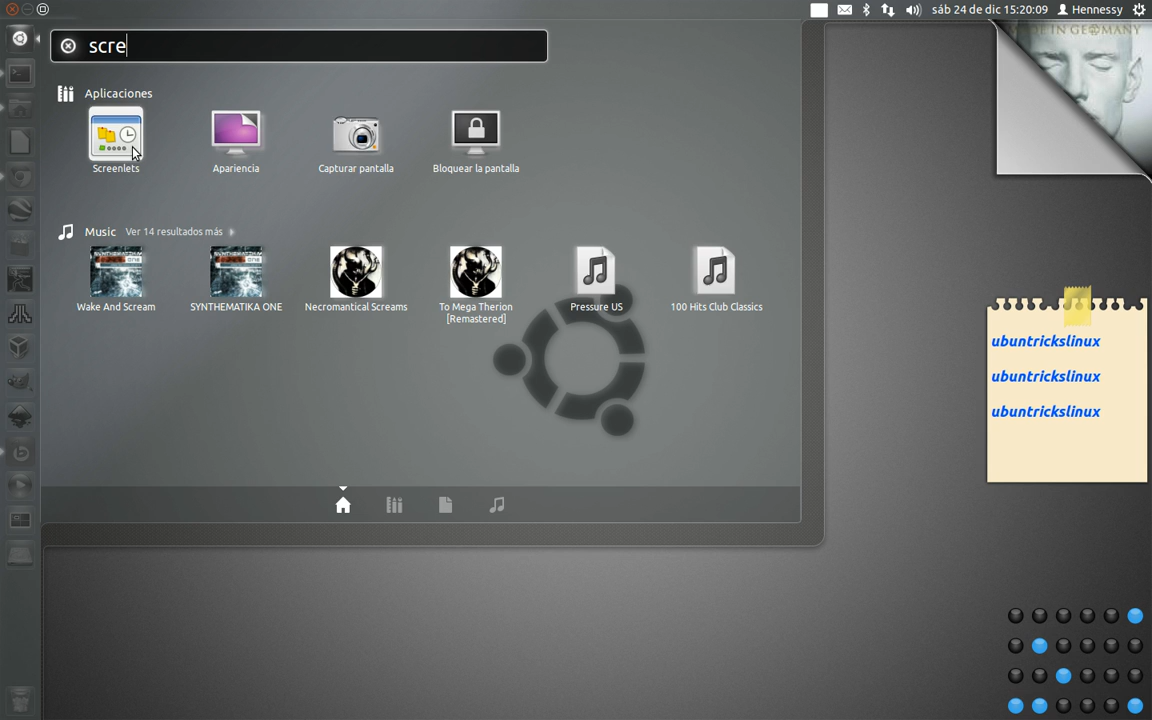 sáb 24 de dic 15:20:09 Hennessy
scre
Aplicaciones
Screenlets
Apariencia
Capturar pantalla
Bloquear la pantalla
Music Ver 14 resultados más
Wake And Scream
SYNTHEMATIKA ONE
Necromantical Screams
To Mega Therion
[Remastered]
Pressure US
100 Hits Club Classics
ubuntrickslinux
ubuntrickslinux
ubuntrickslinux